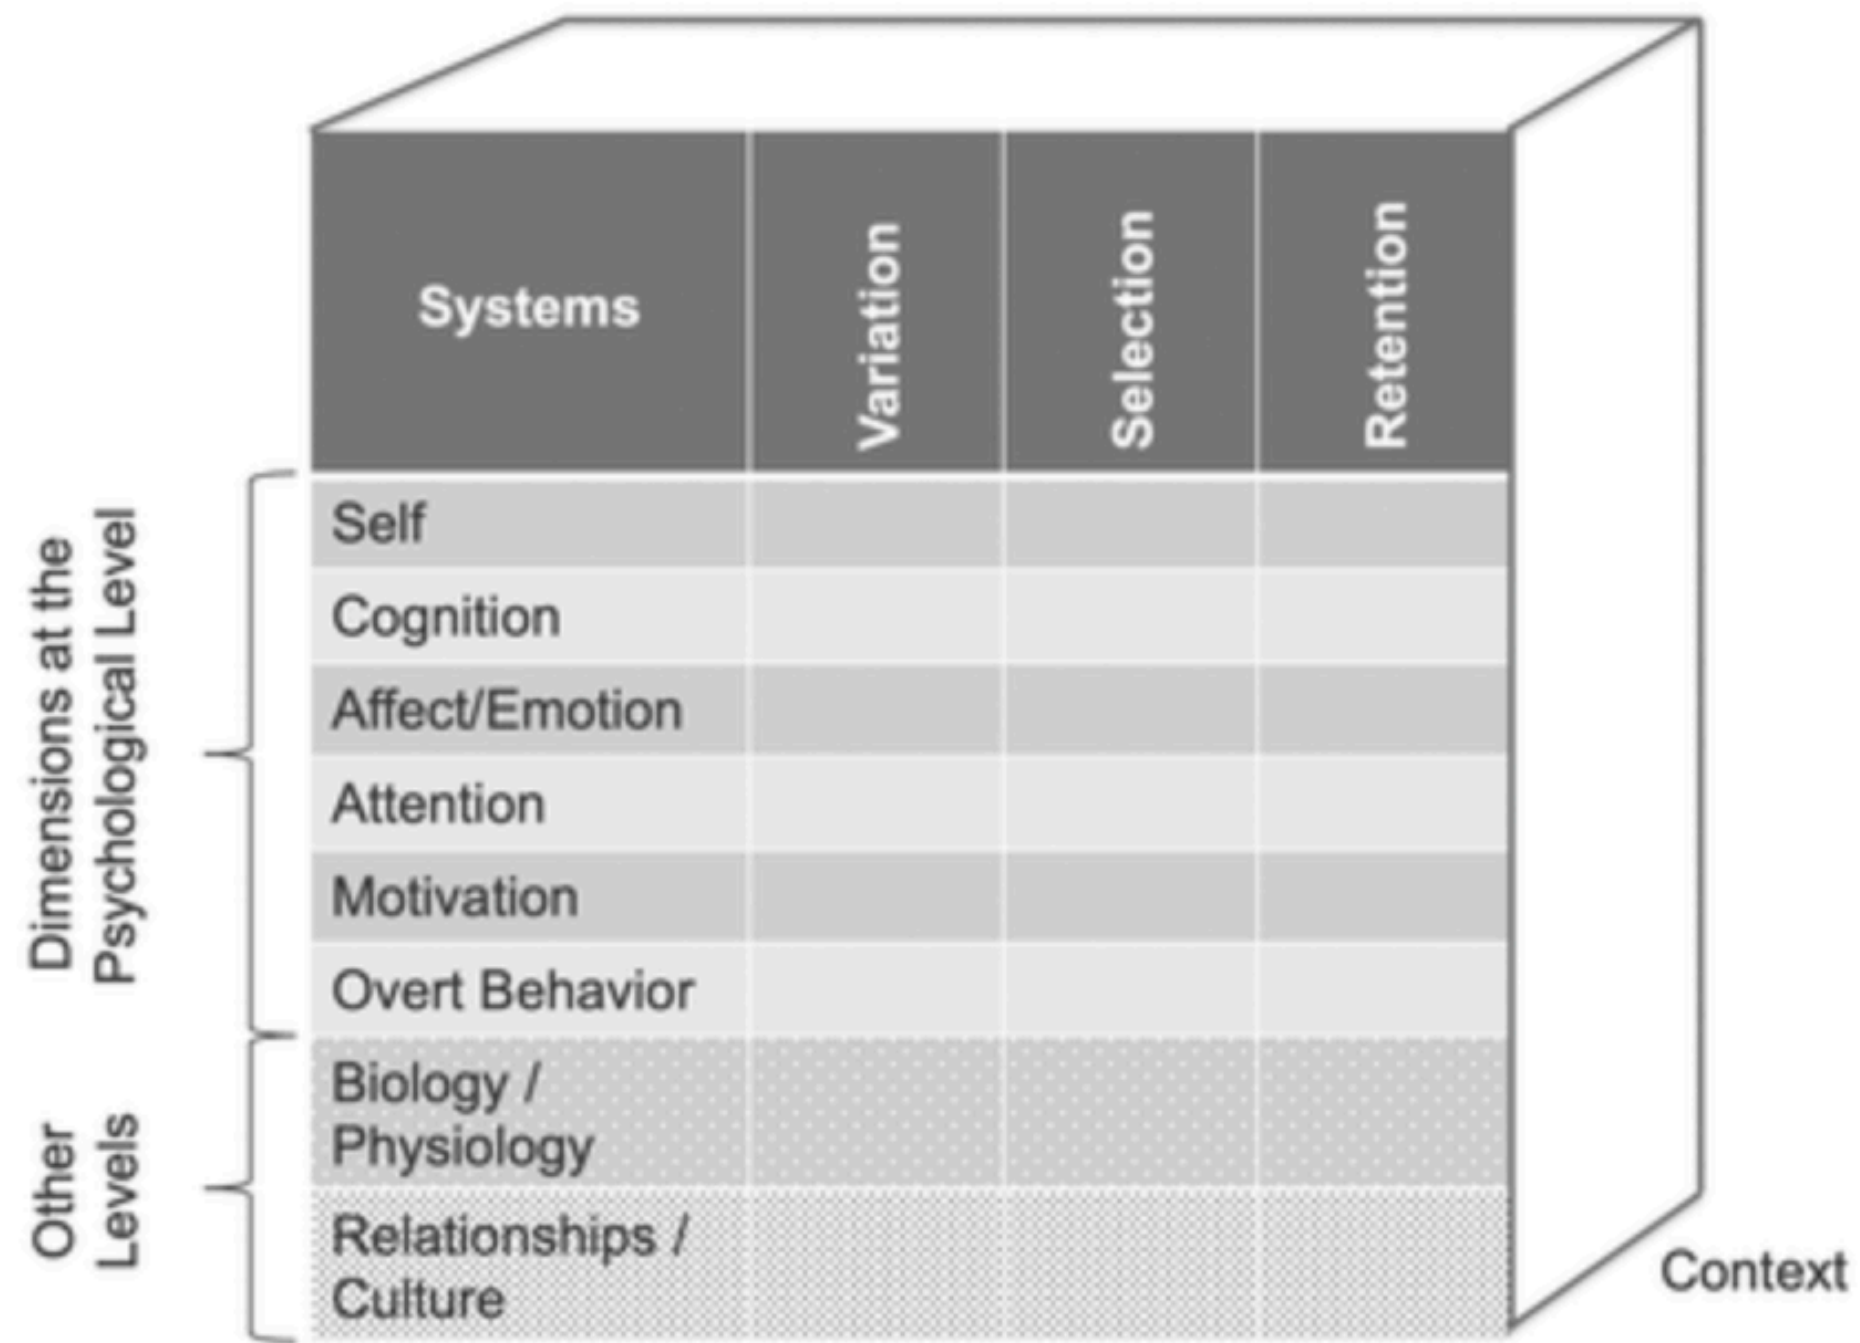 Systems
Variation
Selection
Retention
Dimensions at the
Psychological Level
Self
Cognition
Affect/Emotion
Attention
Motivation
Overt Behavior
Other
Levels
Biology /
Physiology
Relationships /
Culture
Context